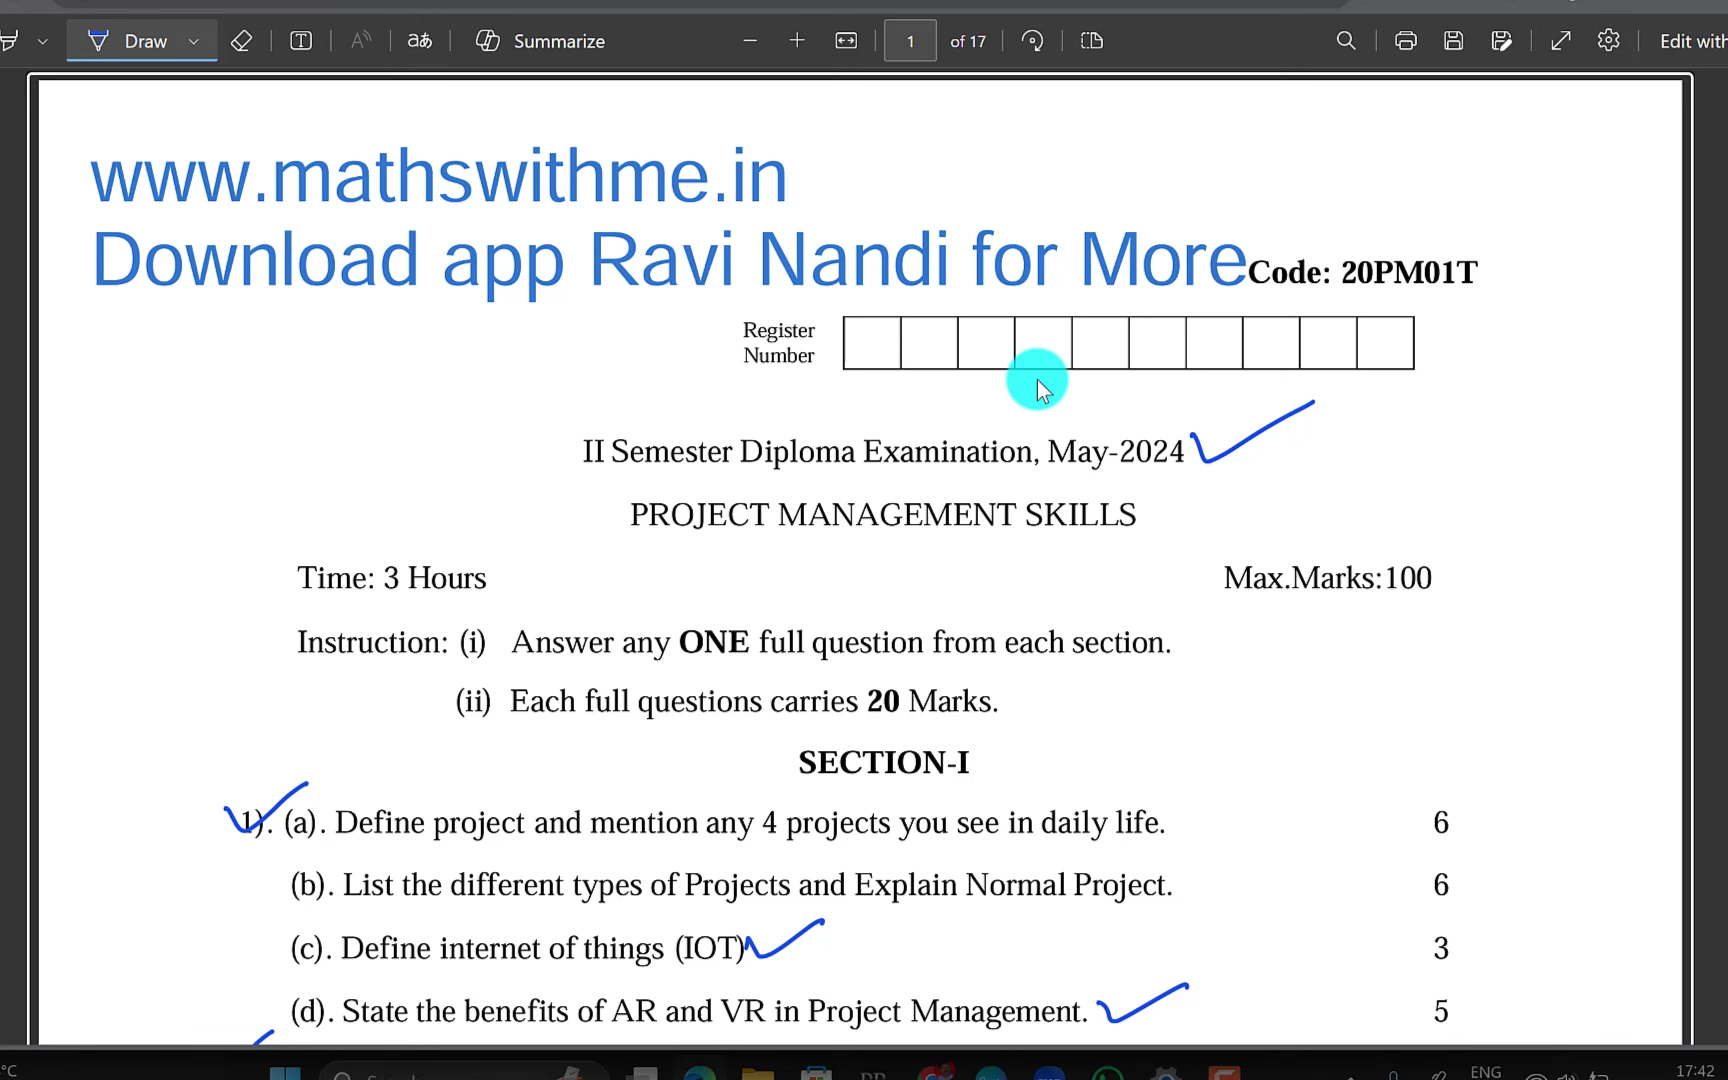 Draw
aあ
Summarize
1 of 17
Edit with
www.mathswithme.in
Download app Ravi Nandi for More
Code: 20PM01T
Register
Number
II Semester Diploma Examination, May-2024
PROJECT MANAGEMENT SKILLS
Time: 3 Hours Max.Marks:100
Instruction: (i) Answer any ONE full question from each section.
(ii) Each full questions carries 20 Marks.
SECTION-I
1). (a). Define project and mention any 4 projects you see in daily life. 6
(b). List the different types of Projects and Explain Normal Project. 6
(c). Define internet of things (IOT) 3
(d). State the benefits of AR and VR in Project Management. 5
°C
ENG
17:42